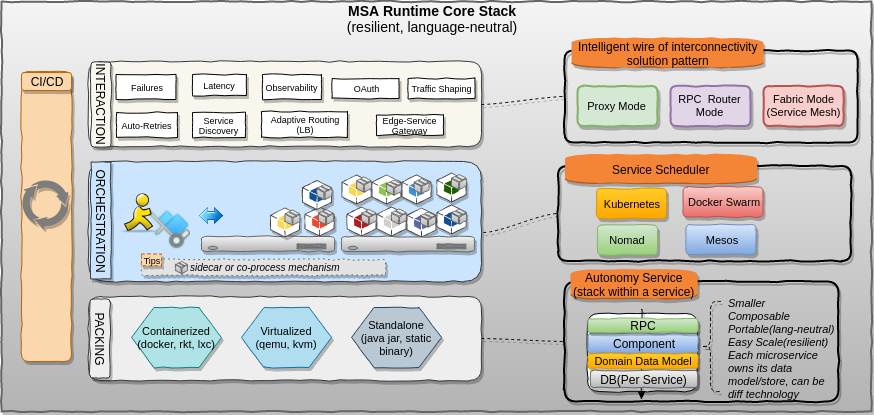 MSA Runtime Core Stack
(resilient, language-neutral)
CI/CD
INTERACTION
Failures
Latency
Observability
OAuth
Traffic Shaping
Auto-Retries
Service
Discovery
Adaptive Routing
(LB)
Edge-Service
Gateway
Intelligent wire of interconnectivity
solution pattern
Proxy Mode
RPC Router
Mode
Fabric Mode
(Service Mesh)
ORCHESTRATION
Tips
sidecar or co-process mechanism
Service Scheduler
Kubernetes
Docker Swarm
Nomad
Mesos
PACKING
Containerized
(docker, rkt, lxc)
Virtualized
(qemu, kvm)
Standalone
(java jar, static
binary)
Autonomy Service
(stack within a service)
RPC
Component
Domain Data Model
DB(Per Service)
Smaller
Composable
Portable(lang-neutral)
Easy Scale(resilient)
Each microservice
owns its data
model/store, can be
diff technology